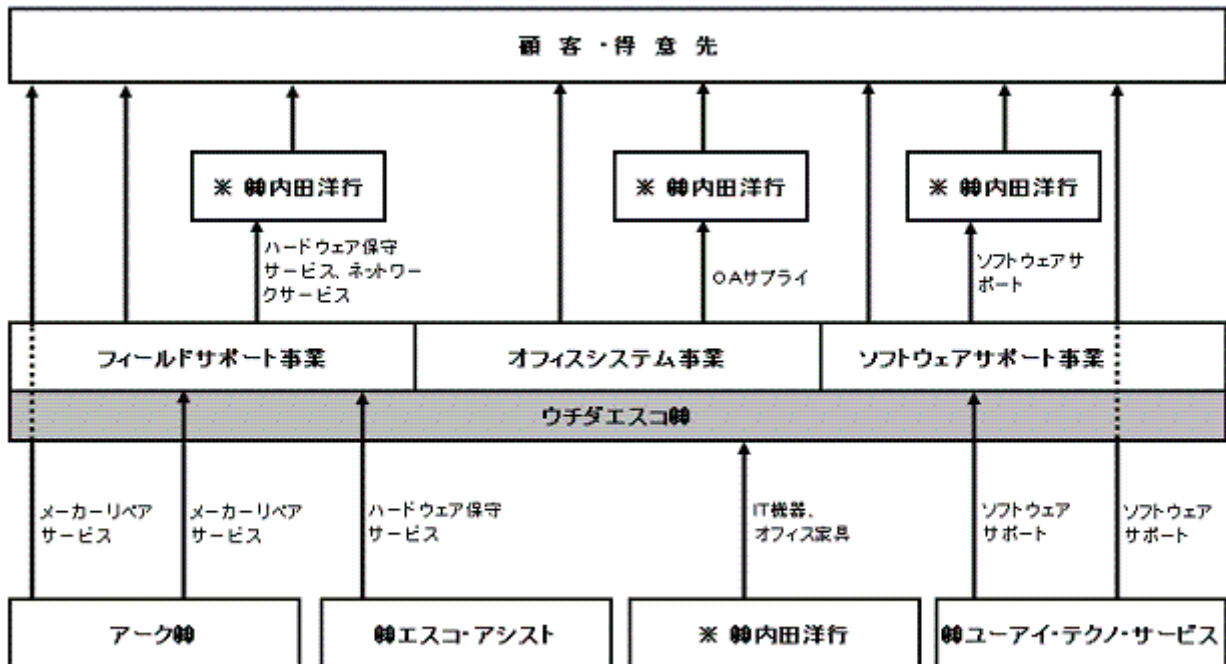 顧客・得意先
※ ㈱内田洋行
※ ㈱内田洋行
※ ㈱内田洋行
ハードウェア保守
サービス、ネットワー
クサービス
OAサプライ
ソフトウェアサ
ポート
フィールドサポート事業
オフィスシステム事業
ソフトウェアサポート事業
ウチダエスコ㈱
メーカーリペア
サービス
メーカーリペア
サービス
ハードウェア保守
サービス
IT機器、
オフィス家具
ソフトウェア
サポート
ソフトウェア
サポート
アーク㈱
㈱エスコ・アシスト
※ ㈱内田洋行
㈱ユーアイ・テクノ・サービス